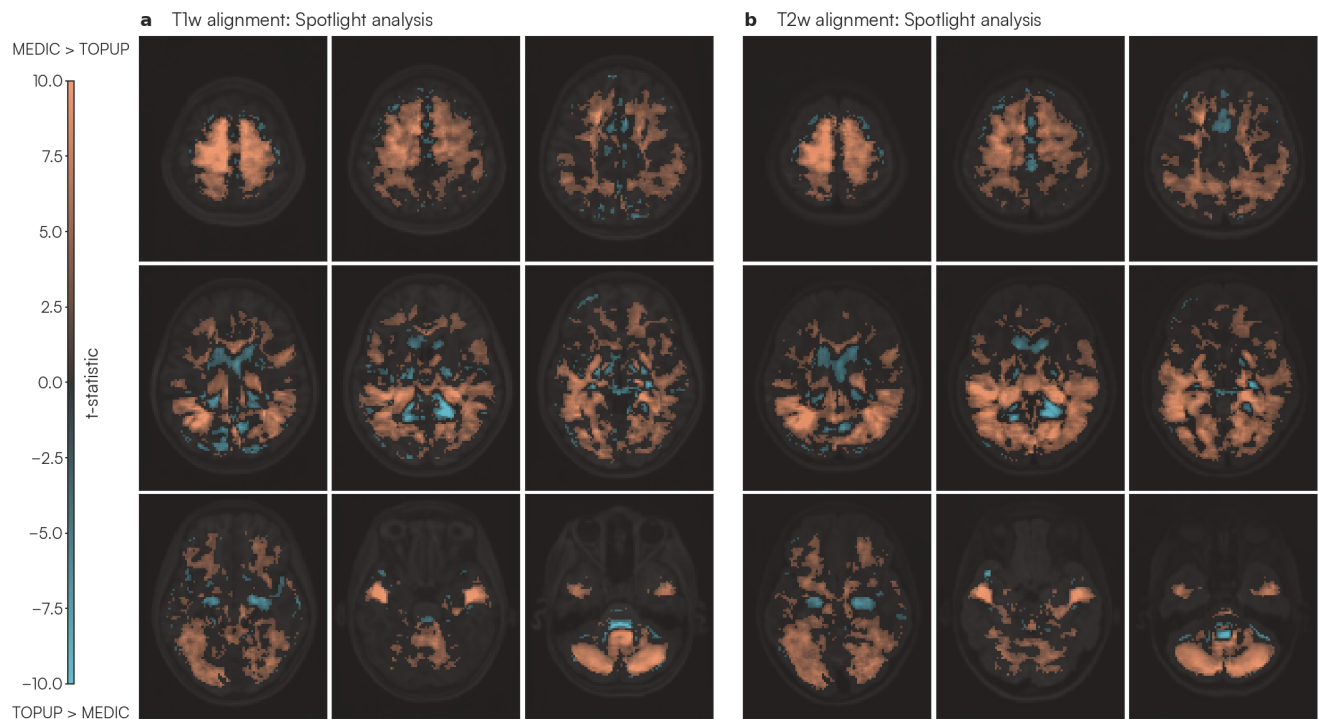 a T1w alignment: Spotlight analysis
b T2w alignment: Spotlight analysis
MEDIC > TOPUP
10.0
7.5
5.0
2.5
0.0
−2.5
−5.0
−7.5
−10.0
t-statistic
TOPUP > MEDIC